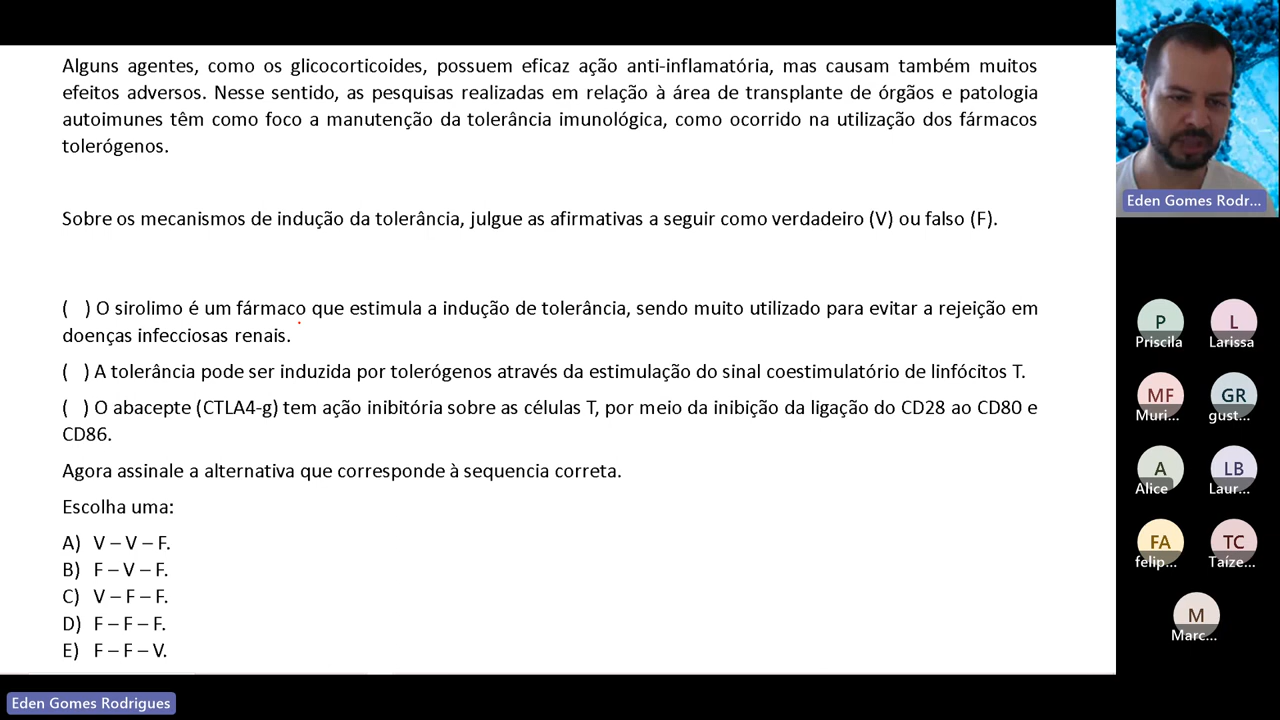 Alguns agentes, como os glicocorticoides, possuem eficaz ação anti-inflamatória, mas causam também muitos
efeitos adversos. Nesse sentido, as pesquisas realizadas em relação à área de transplante de órgãos e patologia
autoimunes têm como foco a manutenção da tolerância imunológica, como ocorrido na utilização dos fármacos
tolerógenos.
Sobre os mecanismos de indução da tolerância, julgue as afirmativas a seguir como verdadeiro (V) ou falso (F).
( ) O sirolimo é um fármaco que estimula a indução de tolerância, sendo muito utilizado para evitar a rejeição em
doenças infecciosas renais.
( ) A tolerância pode ser induzida por tolerógenos através da estimulação do sinal coestimulatório de linfócitos T.
( ) O abacepte (CTLA4-g) tem ação inibitória sobre as células T, por meio da inibição da ligação do CD28 ao CD80 e
CD86.
Agora assinale a alternativa que corresponde à sequencia correta.
Escolha uma:
A) V – V – F.
B) F – V – F.
C) V – F – F.
D) F – F – F.
E) F – F – V.
Eden Gomes Rodr...
P
Priscila
L
Larissa
MF
Muri...
GR
gust...
A
Alice
LB
Laur...
FA
felip...
TC
Taíze...
M
Marc...
Eden Gomes Rodrigues